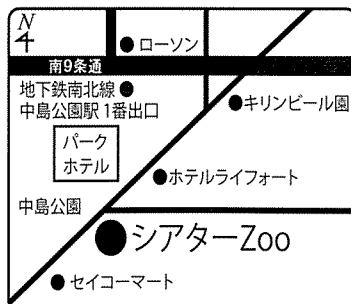 N
ローソン
南9条通
地下鉄南北線
中島公園駅1番出口
キリンビール園
パーク
ホテル
ホテルライフォート
中島公園
シアターZoo
セイコーマート